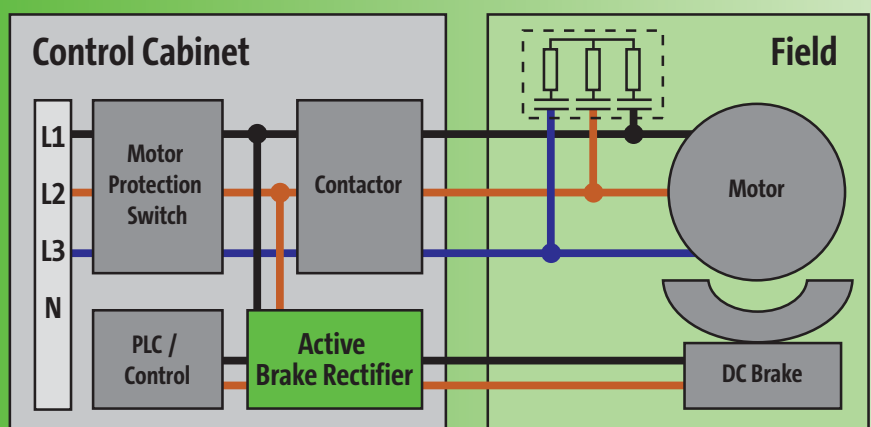 Control Cabinet
Field
L1
L2
L3
N
Motor
Protection
Switch
Contactor
Motor
PLC /
Control
Active
Brake Rectifier
DC Brake